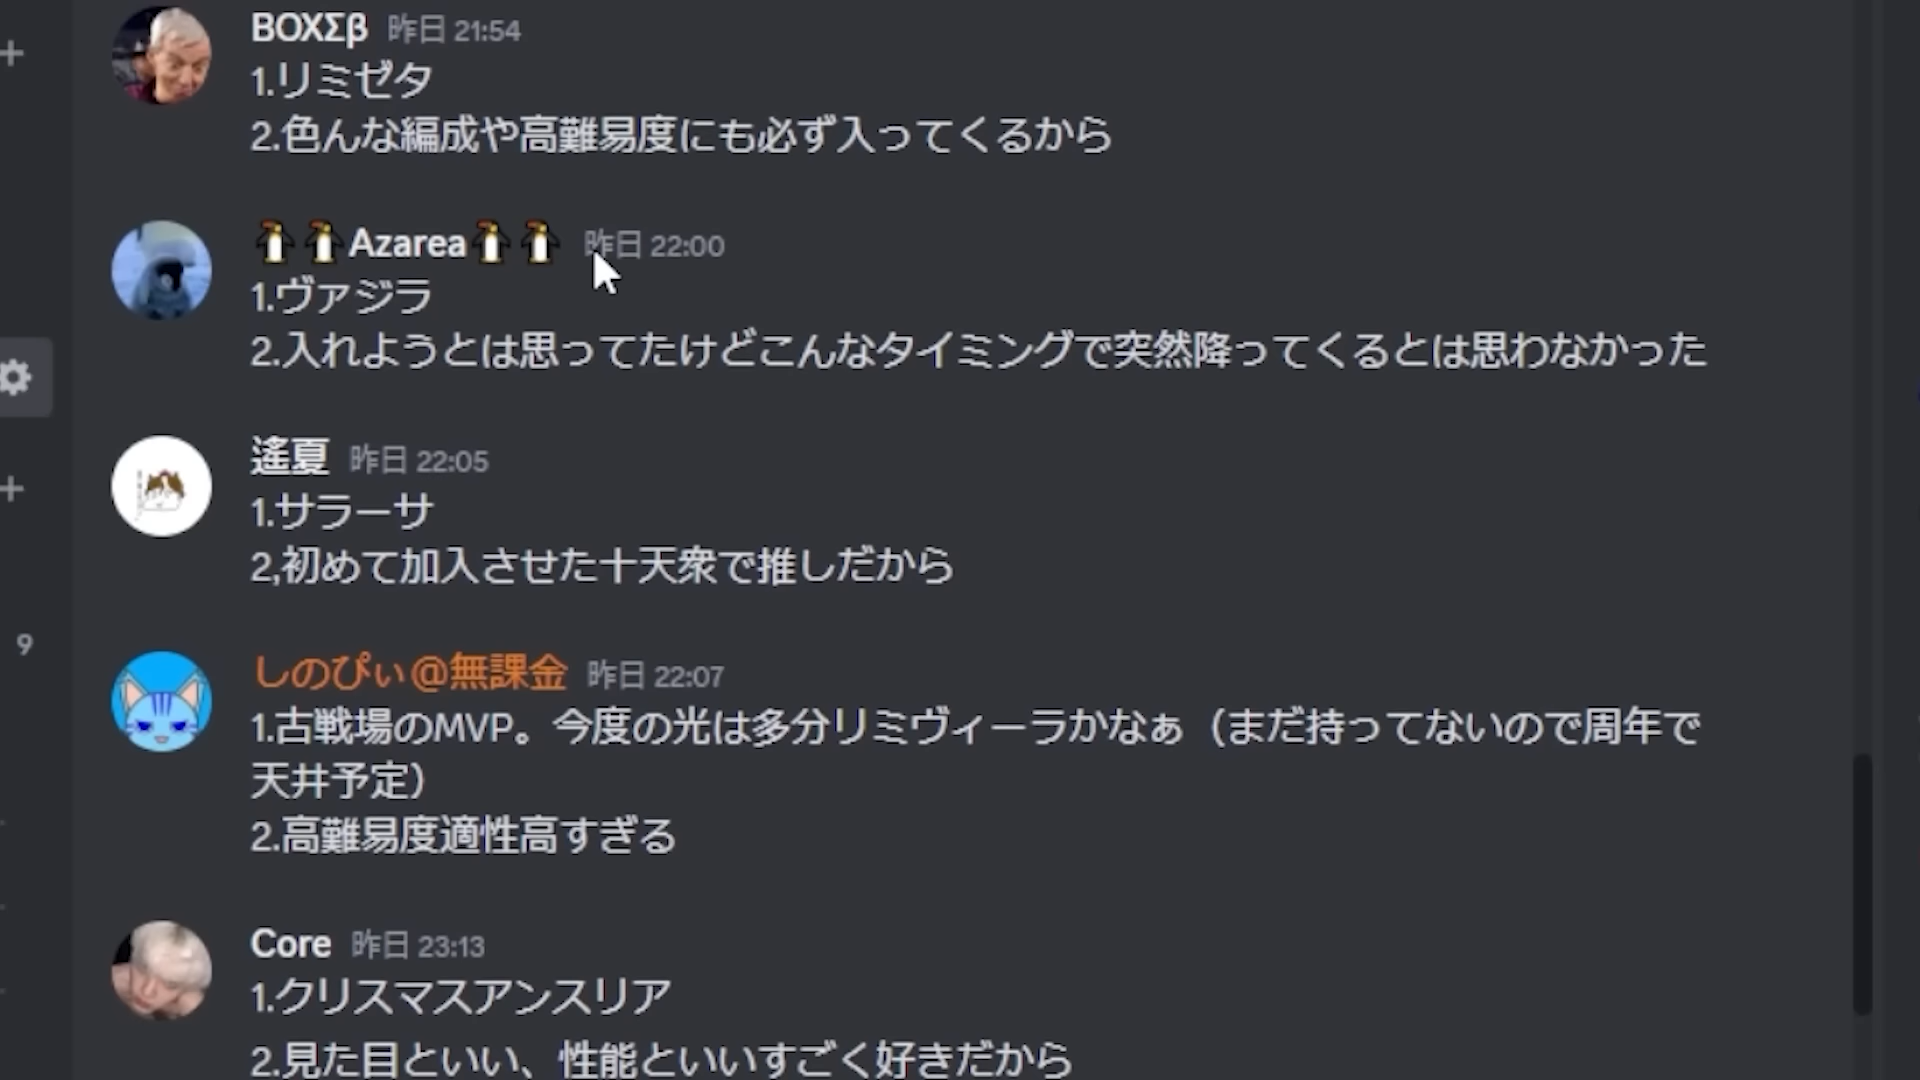 BOXΣβ 昨日 21:54
1.リミゼタ
2.色んな編成や高難易度にも必ず入ってくるから
🐧🐧Azarea🐧🐧 昨日 22:00
1.ヴァジラ
2.入れようとは思ってたけどこんなタイミングで突然降ってくるとは思わなかった
遙夏 昨日 22:05
1.サラーサ
2,初めて加入させた十天衆で推しだから
9
しのぴぃ@無課金 昨日 22:07
1.古戦場のMVP。今度の光は多分リミヴィーラかなぁ（まだ持ってないので周年で
天井予定）
2.高難易度適性高すぎる
Core 昨日 23:13
1.クリスマスアンスリア
2.見た目といい、性能といいすごく好きだから